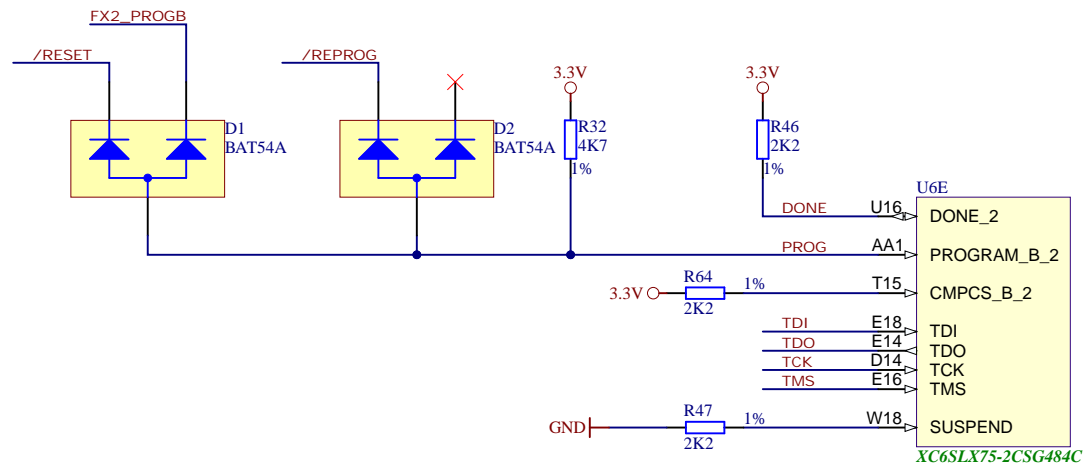 FX2_PROGB
/RESET
/REPROG
3.3V
3.3V
D1
BAT54A
D2
BAT54A
R32
4K7
1%
R46
2K2
1%
U6E
DONE
U16
DONE_2
PROG
AA1
PROGRAM_B_2
3.3V
R64
2K2
1%
T15
CMPCS_B_2
TDI
E18
TDI
TDO
E14
TDO
TCK
D14
TCK
TMS
E16
TMS
GND
R47
2K2
1%
W18
SUSPEND
XC6SLX75-2CSG484C